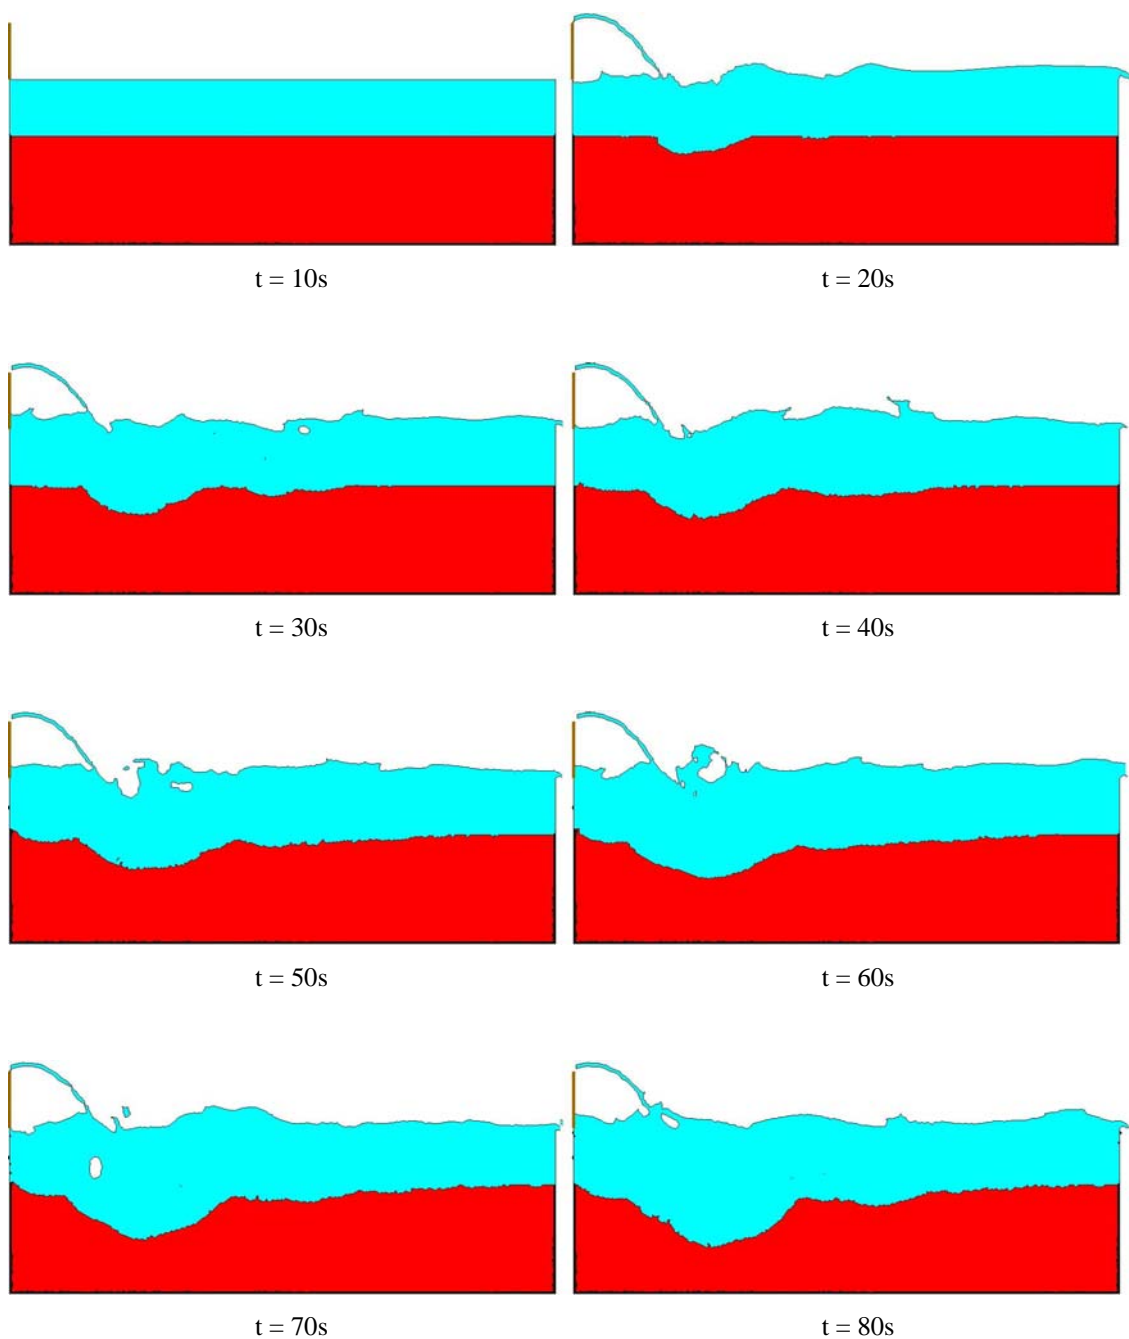 t = 10s
t = 20s
t = 30s
t = 40s
t = 50s
t = 60s
t = 70s
t = 80s